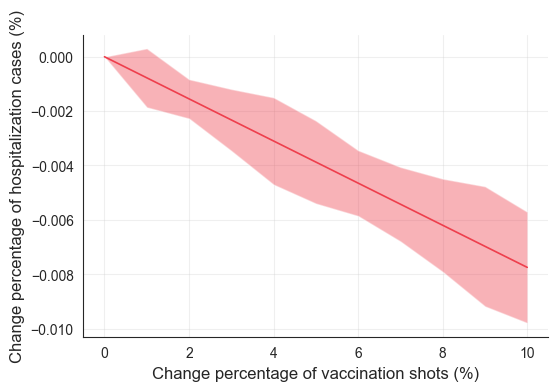 Change percentage of hospitalization cases (%)
0.000
−0.002
−0.004
−0.006
−0.008
−0.010
0 2 4 6 8 10
Change percentage of vaccination shots (%)